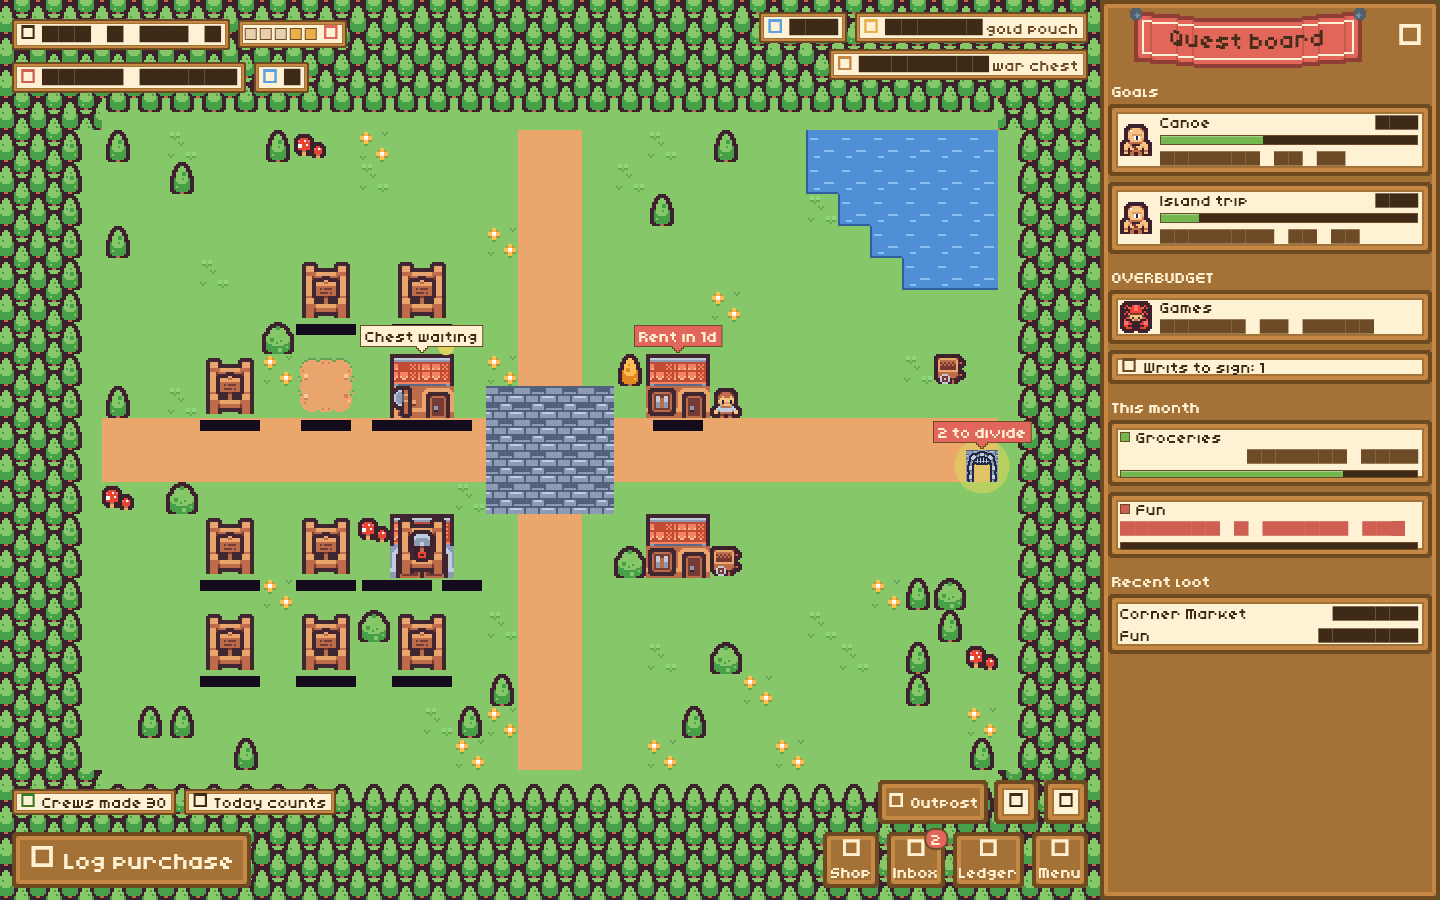 gold pouch
war chest
Quest board
Goals
Canoe
Island trip
OVERBUDGET
Games
Writs to sign: 1
This month
Groceries
Fun
Recent loot
Corner Market
Fun
Chest waiting
Rent in 1d
2 to divide
Crews made 30
Today counts
Outpost
Log purchase
2
Shop
Inbox
Ledger
Menu